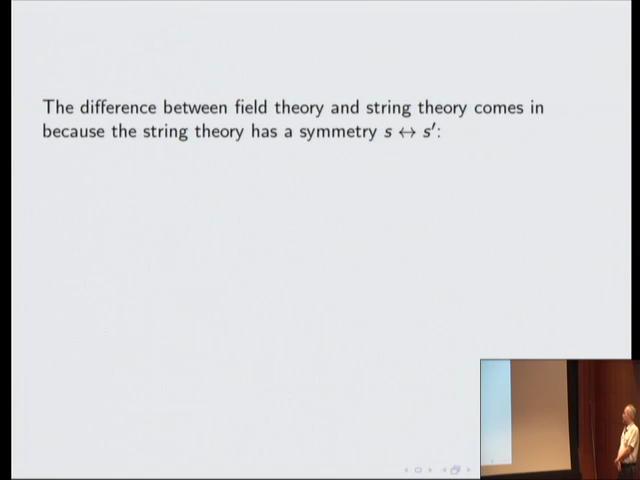 The difference between field theory and string theory comes in
because the string theory has a symmetry s ↔ s′: